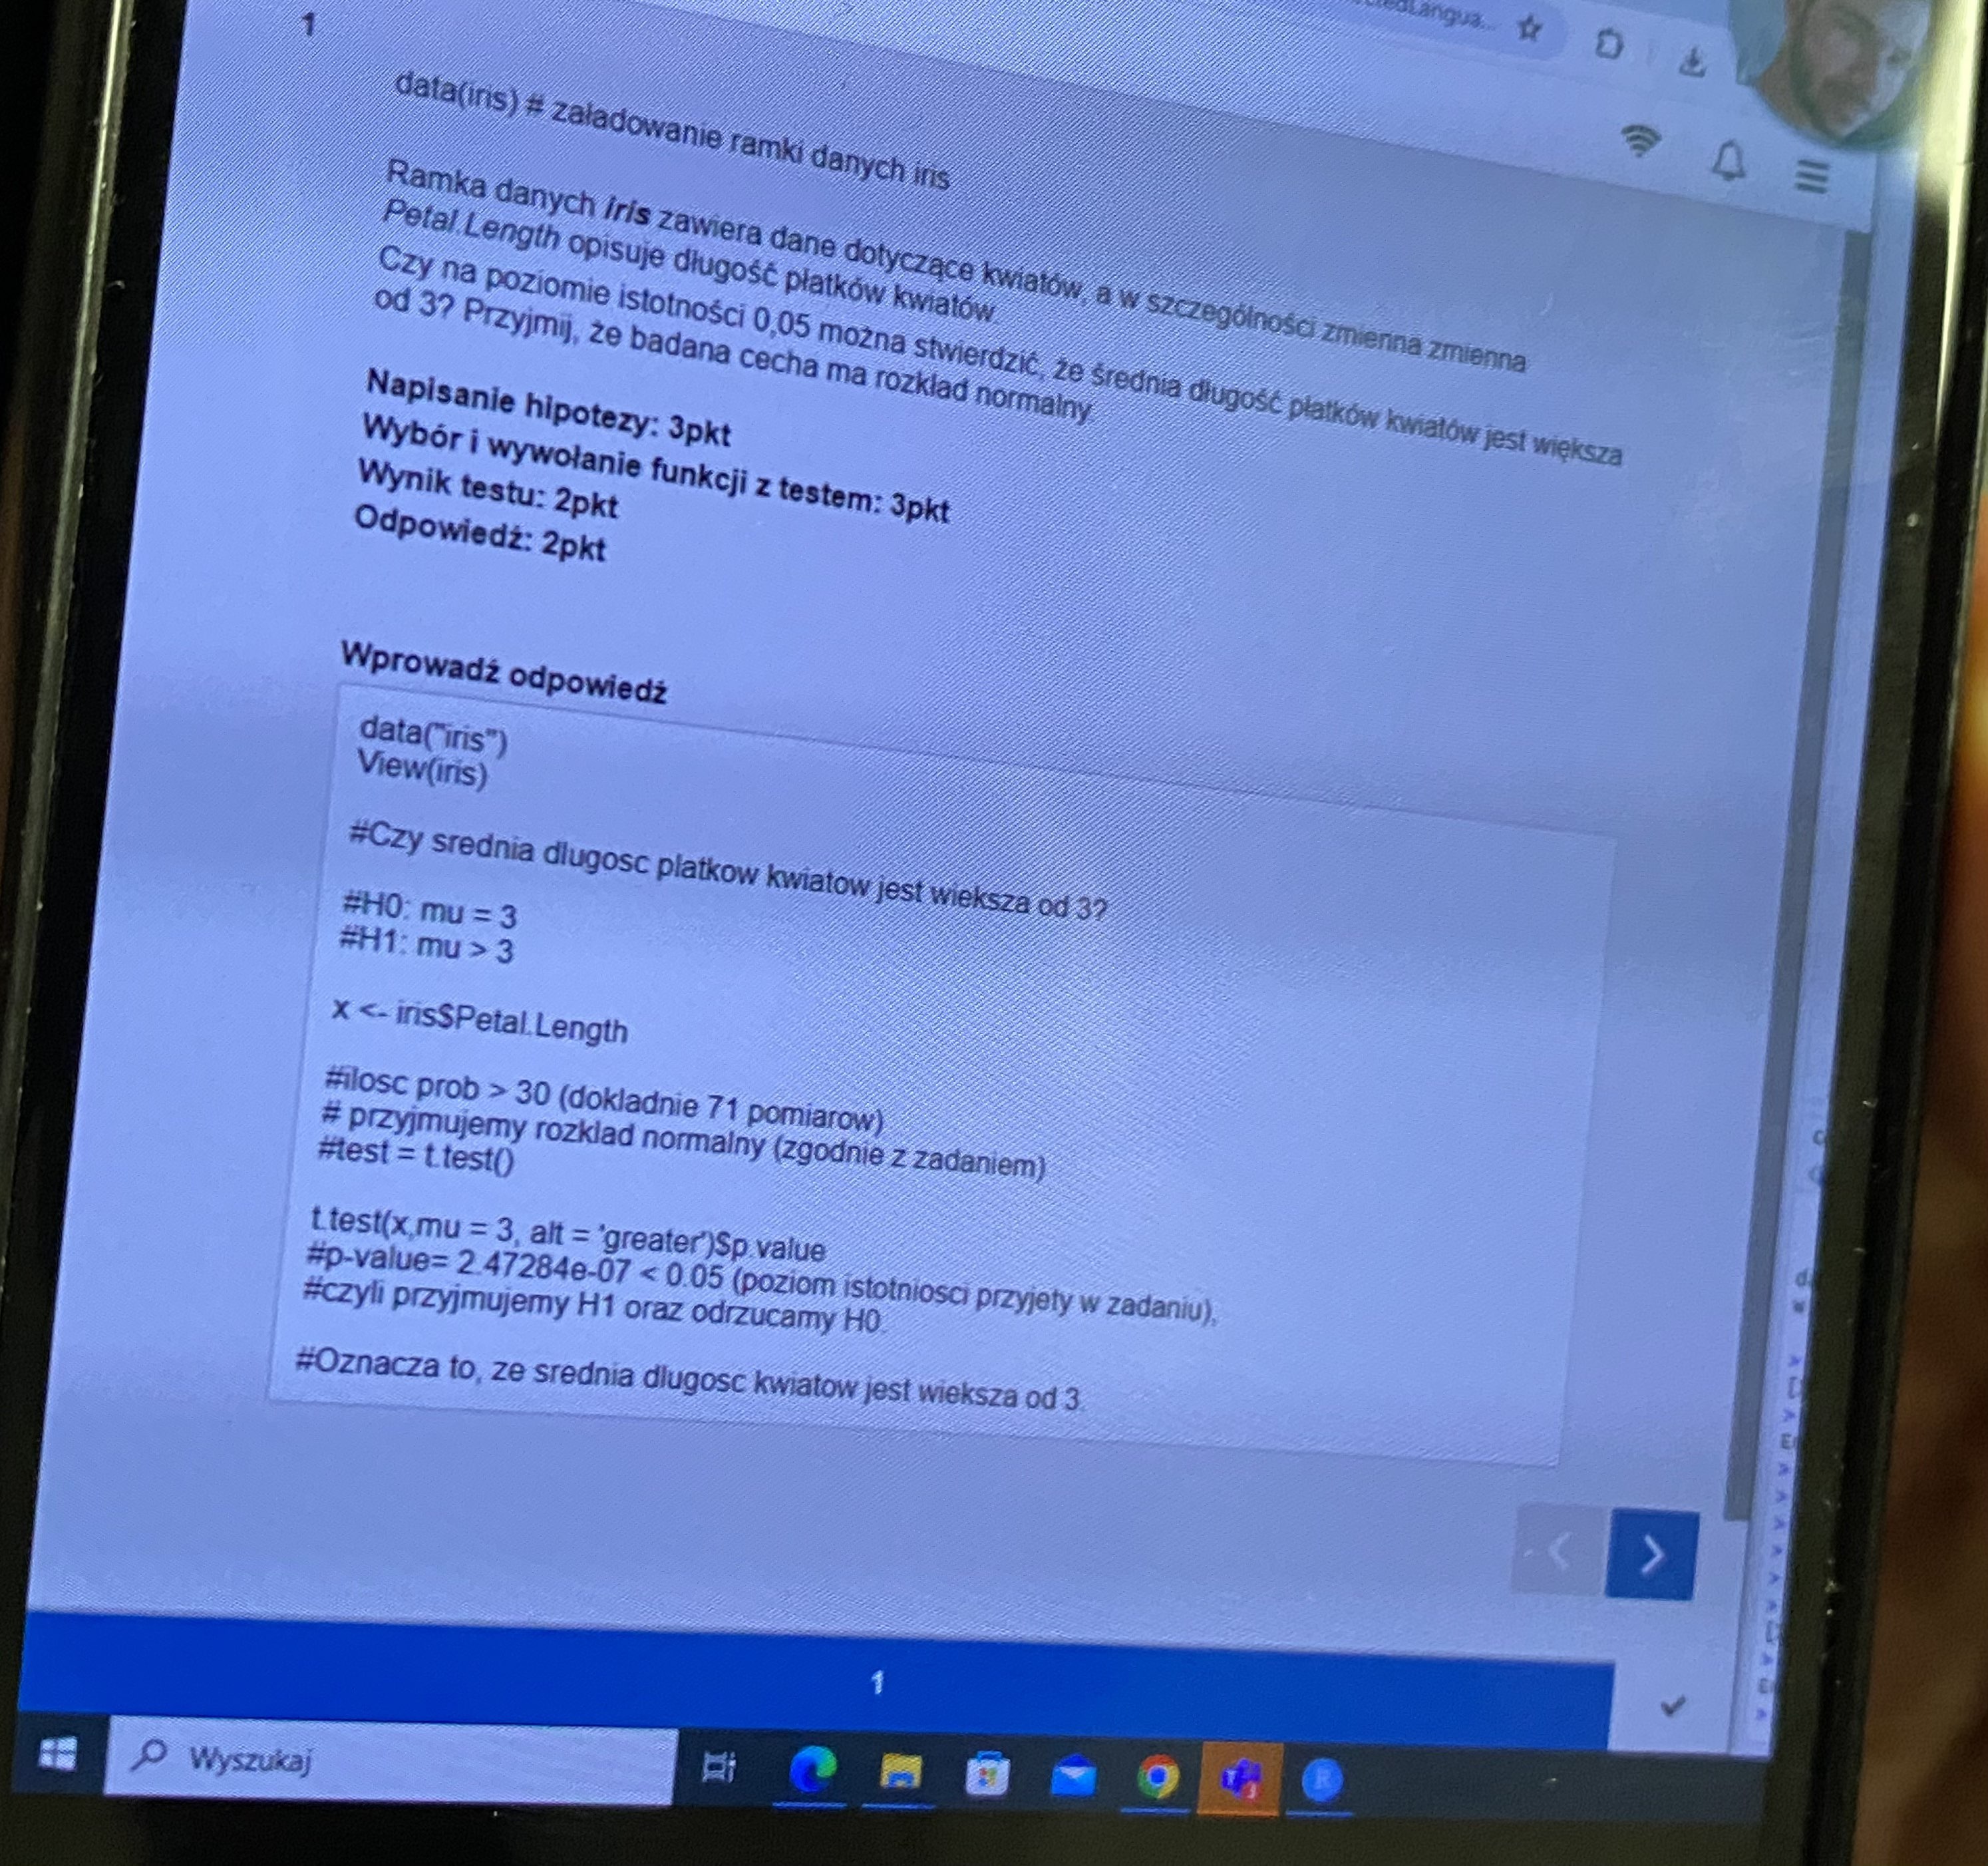 1
data(iris) # załadowanie ramki danych iris
Ramka danych iris zawiera dane dotyczące kwiatów, a w szczególności zmienna zmienna
Petal.Length opisuje długość płatków kwiatów.
Czy na poziomie istotności 0,05 można stwierdzić, że średnia długość płatków kwiatów jest większa
od 3? Przyjmij, że badana cecha ma rozkład normalny.
Napisanie hipotezy: 3pkt
Wybór i wywołanie funkcji z testem: 3pkt
Wynik testu: 2pkt
Odpowiedź: 2pkt
Wprowadź odpowiedź
data("iris")
View(iris)
#Czy srednia dlugosc platkow kwiatow jest wieksza od 3?
#H0: mu = 3
#H1: mu > 3
x <- iris$Petal.Length
#ilosc prob > 30 (dokladnie 71 pomiarow)
# przyjmujemy rozklad normalny (zgodnie z zadaniem)
#test = t.test()
t.test(x,mu = 3, alt = 'greater')$p.value
#p-value= 2.47284e-07 < 0.05 (poziom istotniosci przyjety w zadaniu),
#czyli przyjmujemy H1 oraz odrzucamy H0.
#Oznacza to, ze srednia dlugosc kwiatow jest wieksza od 3.
1
Wyszukaj